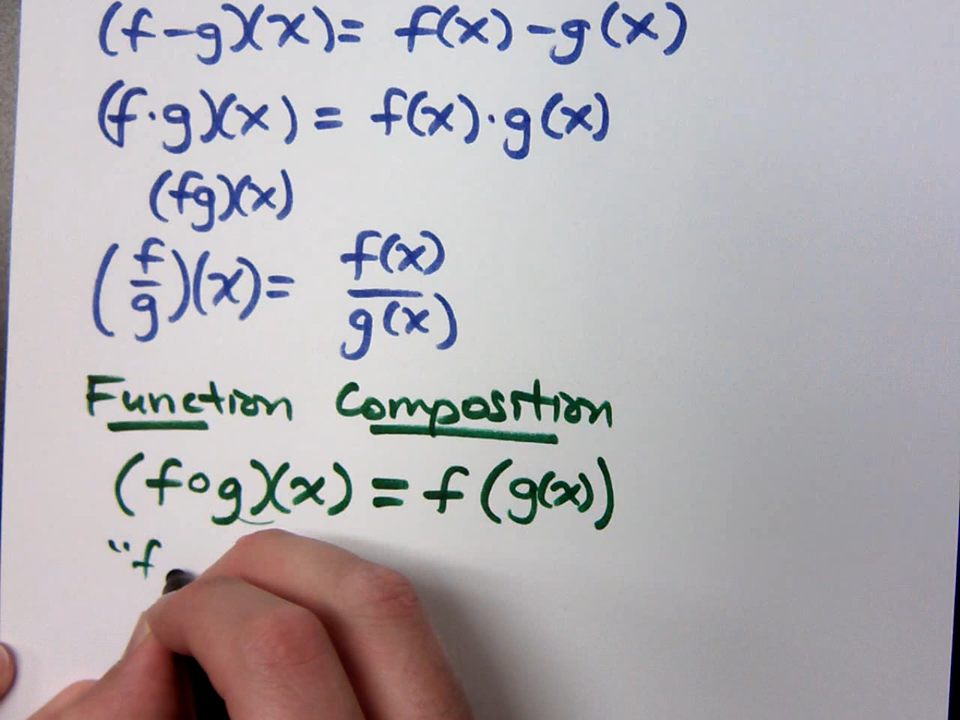 (f-g)(x)= f(x)-g(x)
(f·g)(x) = f(x)·g(x)
(fg)(x)
(f/g)(x)= f(x)/g(x)
Function Composition
(f∘g)(x) = f(g(x))
"f